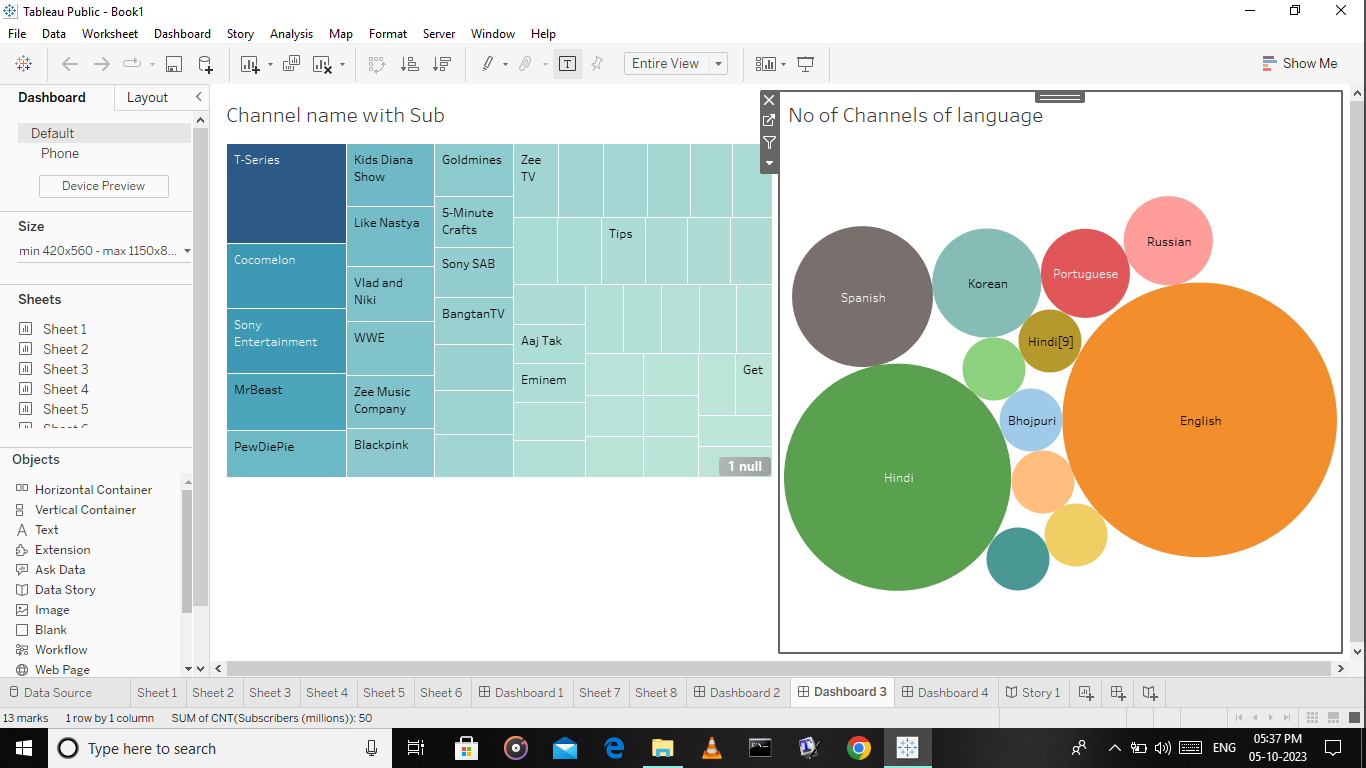 Tableau Public - Book1
File Data Worksheet Dashboard Story Analysis Map Format Server Window Help
Entire View
Show Me
Dashboard Layout
Default
Phone
Device Preview
Size
min 420x560 - max 1150x8...
Sheets
Sheet 1
Sheet 2
Sheet 3
Sheet 4
Sheet 5
Objects
Horizontal Container
Vertical Container
Text
Extension
Ask Data
Data Story
Image
Blank
Workflow
Web Page
Channel name with Sub
T-Series
Cocomelon
Sony
Entertainment
MrBeast
PewDiePie
Kids Diana
Show
Like Nastya
Vlad and
Niki
WWE
Zee Music
Company
Blackpink
Goldmines
5-Minute
Crafts
Sony SAB
BangtanTV
Zee
TV
Tips
Aaj Tak
Eminem
Get
1 null
No of Channels of language
Russian
Portuguese
Korean
Spanish
Hindi[9]
Bhojpuri
English
Hindi
Data Source Sheet 1 Sheet 2 Sheet 3 Sheet 4 Sheet 5 Sheet 6 Dashboard 1 Sheet 7 Sheet 8 Dashboard 2 Dashboard 3 Dashboard 4 Story 1
13 marks 1 row by 1 column SUM of CNT(Subscribers (millions)): 50
Type here to search
ENG
05:37 PM
05-10-2023